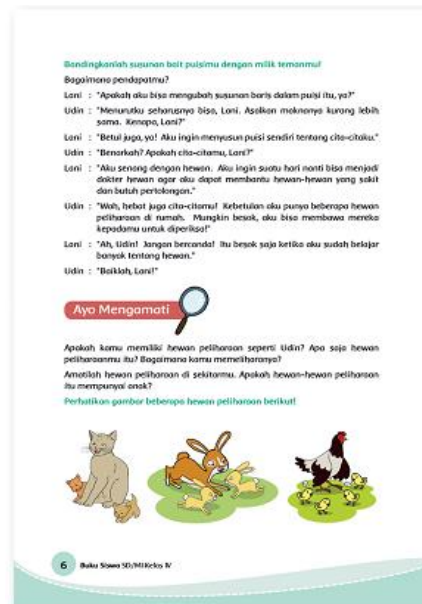 Bandingkanlah susunan bait puisimu dengan milik temanmu!
Bagaimana pendapatmu?
Lani : "Apakah aku bisa mengubah susunan baris dalam puisi itu, ya?"
Udin : "Menurutku seharusnya bisa, Lani. Asalkan maknanya kurang lebih
sama. Kenapa, Lani?"
Lani : "Betul juga, ya! Aku ingin menyusun puisi sendiri tentang cita-citaku."
Udin : "Benarkah? Apakah cita-citamu, Lani?"
Lani : "Aku senang dengan hewan. Aku ingin suatu hari nanti bisa menjadi
dokter hewan agar aku dapat membantu hewan-hewan yang sakit
dan butuh pertolongan."
Udin : "Wah, hebat juga cita-citamu! Kebetulan aku punya beberapa hewan
peliharaan di rumah. Mungkin besok, aku bisa membawa mereka
kepadamu untuk diperiksa!"
Lani : "Ah, Udin! Jangan bercanda! Itu besok saja ketika aku sudah belajar
banyak tentang hewan."
Udin : "Baiklah, Lani!"
Ayo Mengamati
Apakah kamu memiliki hewan peliharaan seperti Udin? Apa saja hewan
peliharaanmu itu? Bagaimana kamu memeliharanya?
Amatilah hewan peliharaan di sekitarmu. Apakah hewan-hewan peliharaan
itu mempunyai anak?
Perhatikan gambar beberapa hewan peliharaan berikut!
6 Buku Siswa SD/MI Kelas IV